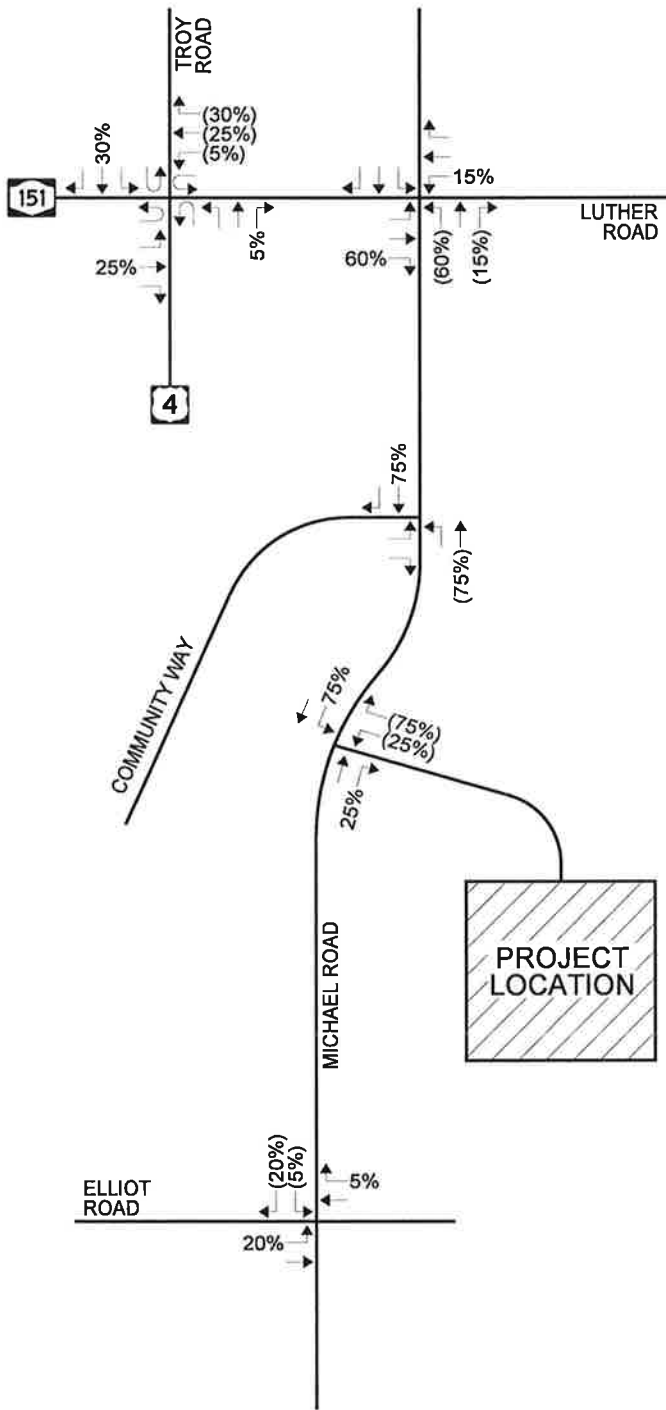 TROY
ROAD
(30%)
(25%)
(5%)
30%
151
15%
LUTHER
ROAD
25%
5%
60%
(60%)
(15%)
4
75%
(75%)
COMMUNITY WAY
75%
(75%)
(25%)
25%
PROJECT
LOCATION
MICHAEL ROAD
(20%)
(5%)
5%
ELLIOT
ROAD
20%